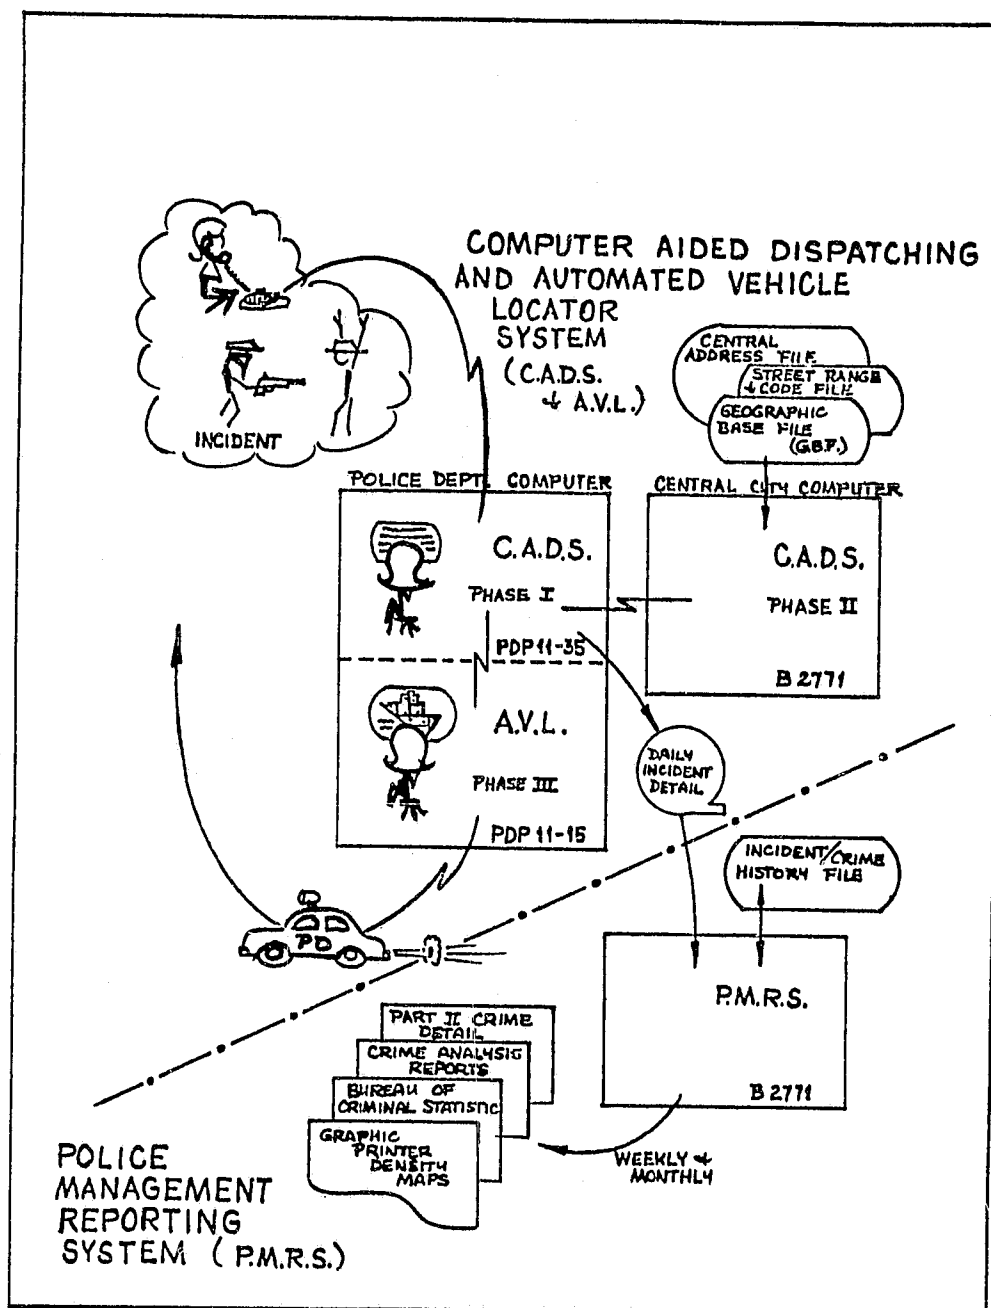 COMPUTER AIDED DISPATCHING
AND AUTOMATED VEHICLE
LOCATOR
SYSTEM
(C.A.D.S.
& A.V.L.)
INCIDENT
CENTRAL
ADDRESS FILE
STREET RANGE
& CODE FILE
GEOGRAPHIC
BASE FILE
(G.B.F.)
POLICE DEPT. COMPUTER
C.A.D.S.
PHASE I
PDP 11-35
A.V.L.
PHASE III
PDP 11-15
CENTRAL CITY COMPUTER
C.A.D.S.
PHASE II
B 2771
DAILY
INCIDENT
DETAIL
INCIDENT/CRIME
HISTORY FILE
PD
P.M.R.S.
B 2771
PART II CRIME
DETAIL
CRIME ANALYSIS
REPORTS
BUREAU OF
CRIMINAL STATISTIC
GRAPHIC
PRINTER
DENSITY
MAPS
WEEKLY &
MONTHLY
POLICE
MANAGEMENT
REPORTING
SYSTEM (P.M.R.S.)